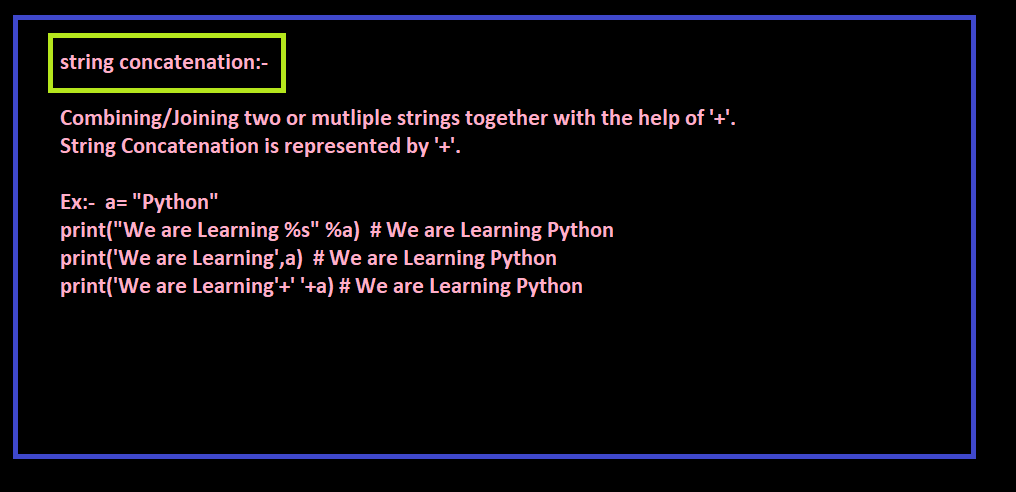 string concatenation:-
Combining/Joining two or mutliple strings together with the help of '+'.
String Concatenation is represented by '+'.
Ex:-  a= "Python"
print("We are Learning %s" %a)  # We are Learning Python
print('We are Learning',a)  # We are Learning Python
print('We are Learning'+' '+a) # We are Learning Python